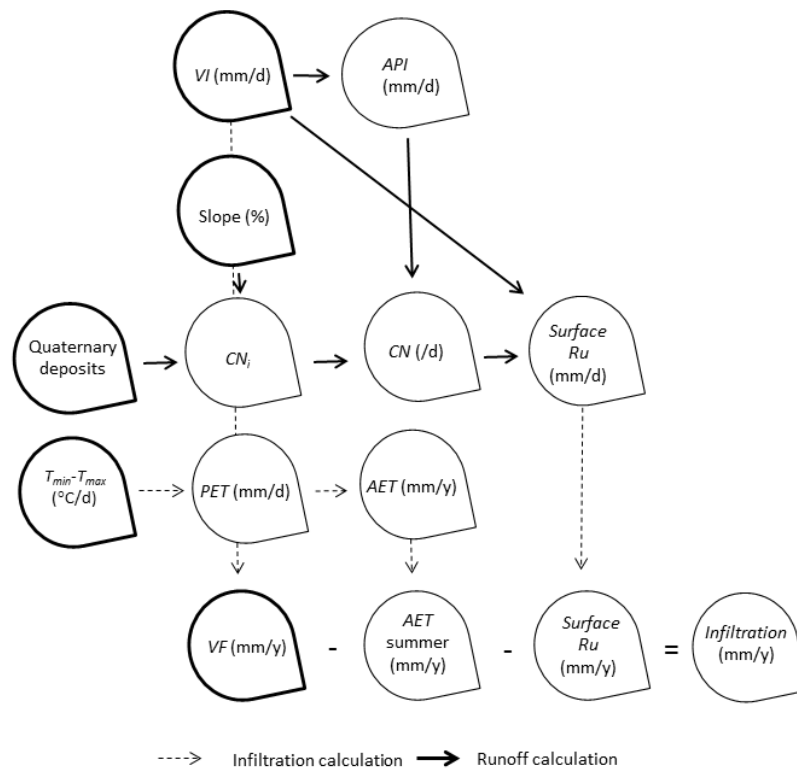 VI (mm/d)
API
(mm/d)
Slope (%)
Quaternary
deposits
CNi
CN (/d)
Surface
Ru
(mm/d)
Tmin-Tmax
(°C/d)
PET (mm/d)
AET (mm/y)
VF (mm/y)
-
AET
summer
(mm/y)
-
Surface
Ru
(mm/y)
=
Infiltration
(mm/y)
Infiltration calculation
Runoff calculation